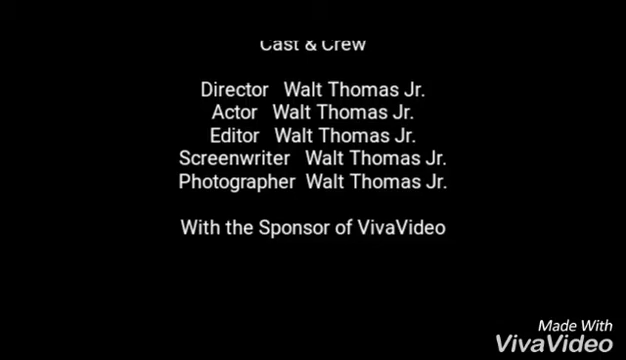 Cast & Crew
Director Walt Thomas Jr.
Actor Walt Thomas Jr.
Editor Walt Thomas Jr.
Screenwriter Walt Thomas Jr.
Photographer Walt Thomas Jr.
With the Sponsor of VivaVideo
Made With
VivaVideo